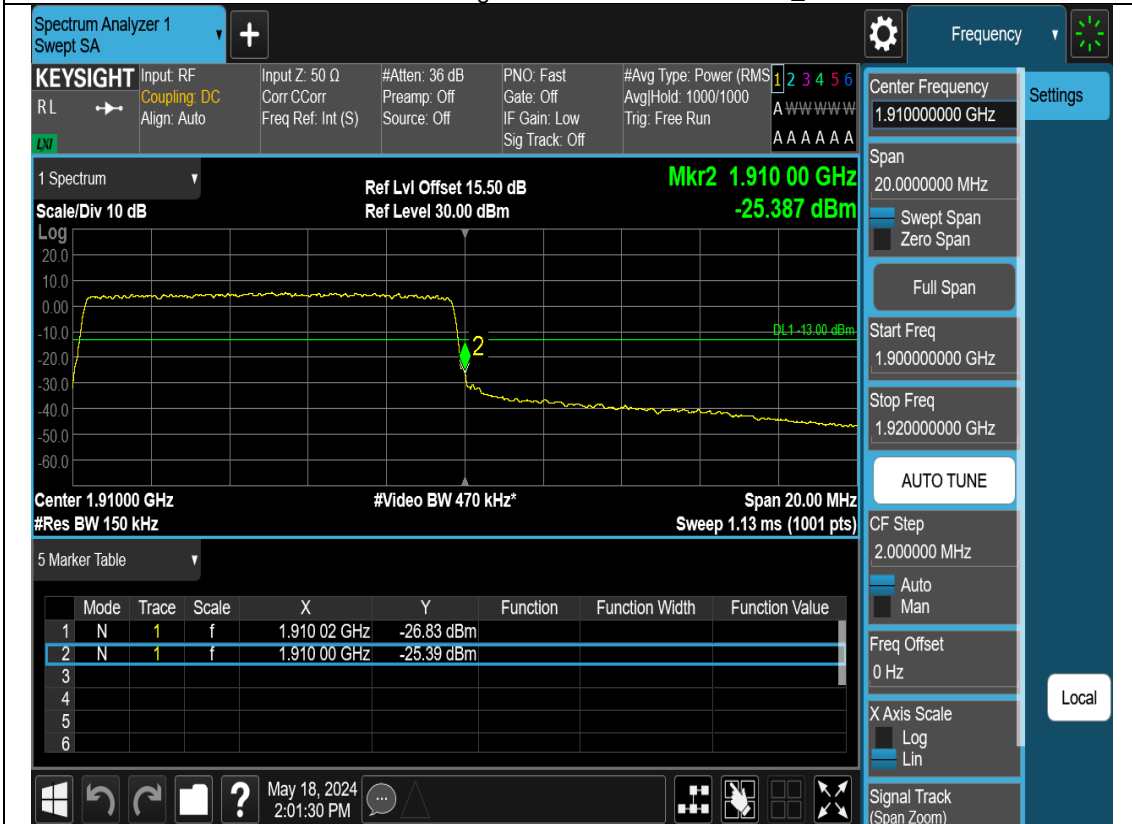 Spectrum Analyzer 1
Swept SA
+
Frequency
KEYSIGHT
R L
LXI
Input: RF
Coupling: DC
Align: Auto
Input Z: 50 Ω
Corr CCorr
Freq Ref: Int (S)
#Atten: 36 dB
Preamp: Off
Source: Off
PNO: Fast
Gate: Off
IF Gain: Low
Sig Track: Off
#Avg Type: Power (RMS
Avg|Hold: 1000/1000
Trig: Free Run
1 2 3 4 5 6
A W W W W W
A A A A A A
1 Spectrum
Scale/Div 10 dB
Ref Lvl Offset 15.50 dB
Ref Level 30.00 dBm
Mkr2 1.910 00 GHz
-25.387 dBm
Log
20.0
10.0
0.00
-10.0
-20.0
-30.0
-40.0
-50.0
-60.0
DL1 -13.00 dBm
2
Center 1.91000 GHz
#Video BW 470 kHz*
Span 20.00 MHz
#Res BW 150 kHz
Sweep 1.13 ms (1001 pts)
5 Marker Table
Mode Trace Scale X Y Function Function Width Function Value
1 N 1 f 1.910 02 GHz -26.83 dBm
2 N 1 f 1.910 00 GHz -25.39 dBm
3
4
5
6
?
May 18, 2024
2:01:30 PM
Center Frequency
1.910000000 GHz
Settings
Span
20.0000000 MHz
Swept Span
Zero Span
Full Span
Start Freq
1.900000000 GHz
Stop Freq
1.920000000 GHz
AUTO TUNE
CF Step
2.000000 MHz
Auto
Man
Freq Offset
0 Hz
Local
X Axis Scale
Log
Lin
Signal Track
(Span Zoom)